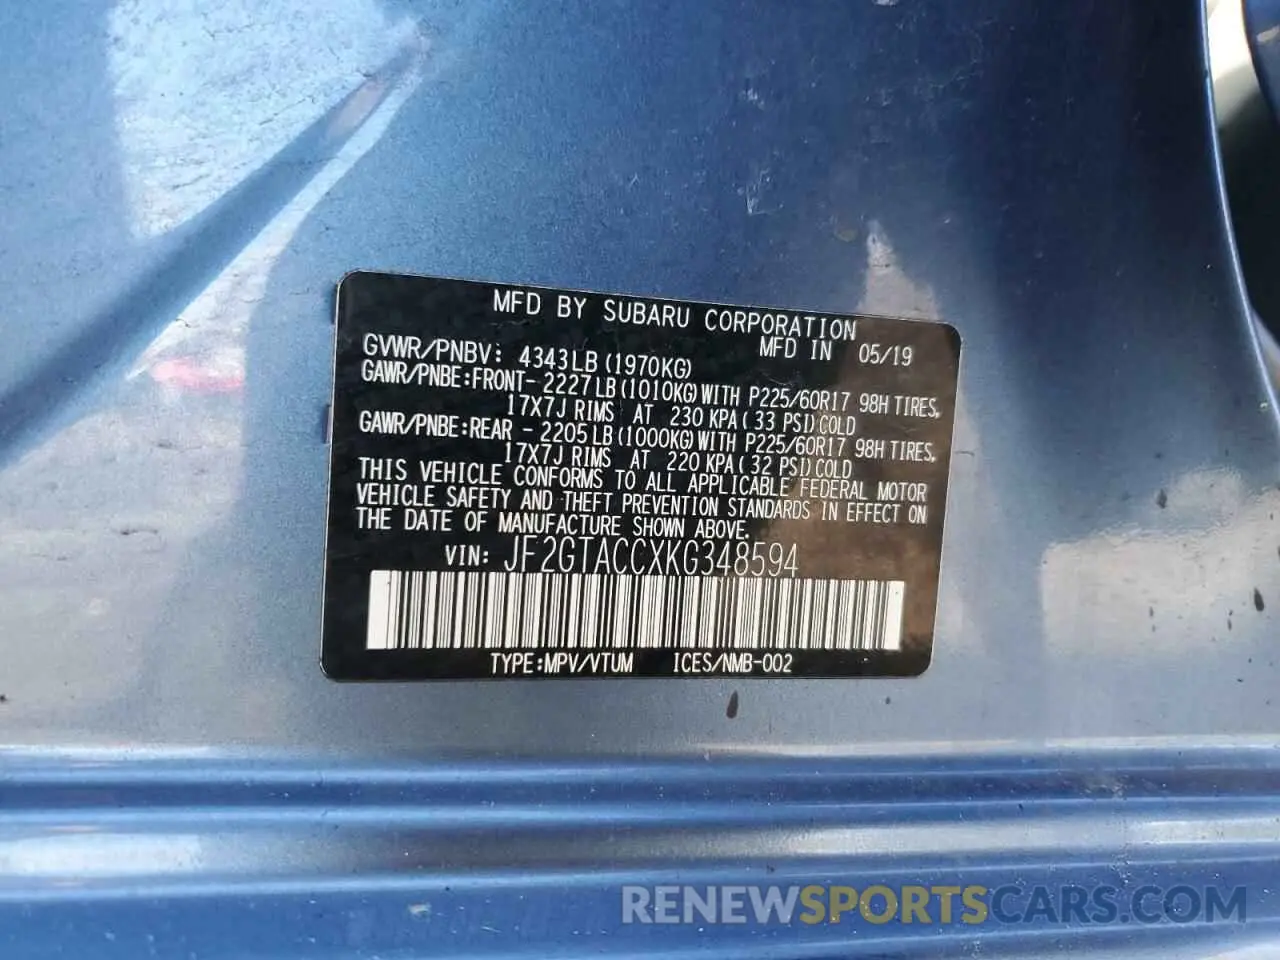 MFD BY SUBARU CORPORATION
MFD IN 05/19
GVWR/PNBV: 4343LB (1970KG)
GAWR/PNBE:FRONT- 2227LB (1010KG) WITH P225/60R17 98H TIRES,
17X7J RIMS AT 230 KPA (33 PSI) COLD
GAWR/PNBE:REAR - 2205LB (1000KG) WITH P225/60R17 98H TIRES,
17X7J RIMS AT 220 KPA (32 PSI) COLD
THIS VEHICLE CONFORMS TO ALL APPLICABLE FEDERAL MOTOR
VEHICLE SAFETY AND THEFT PREVENTION STANDARDS IN EFFECT ON
THE DATE OF MANUFACTURE SHOWN ABOVE.
VIN: JF2GTACCXKG348594
TYPE:MPV/VTUM ICES/NMB-002
RENEWSPORTSCARS.COM